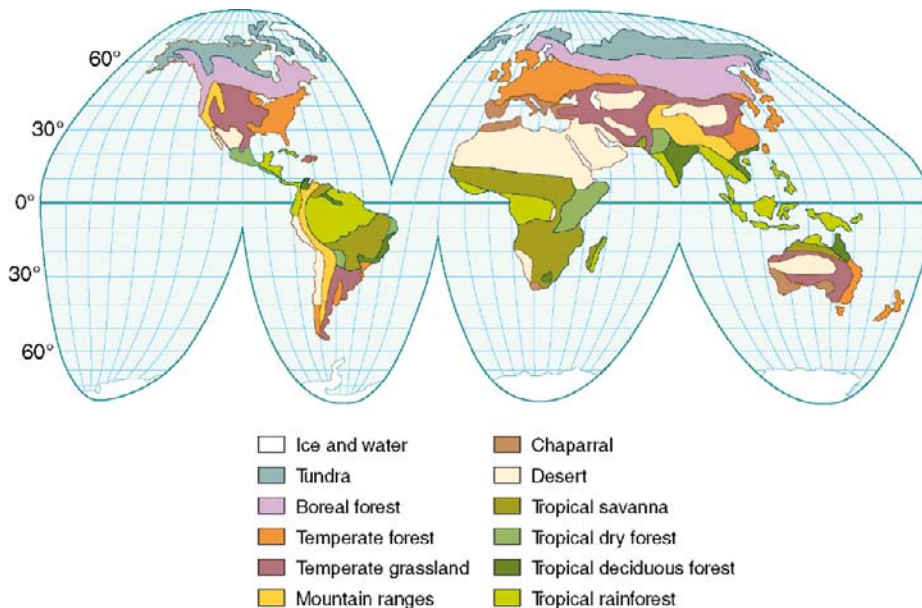 60°
30°
0°
30°
60°
Ice and water
Tundra
Boreal forest
Temperate forest
Temperate grassland
Mountain ranges
Chaparral
Desert
Tropical savanna
Tropical dry forest
Tropical deciduous forest
Tropical rainforest